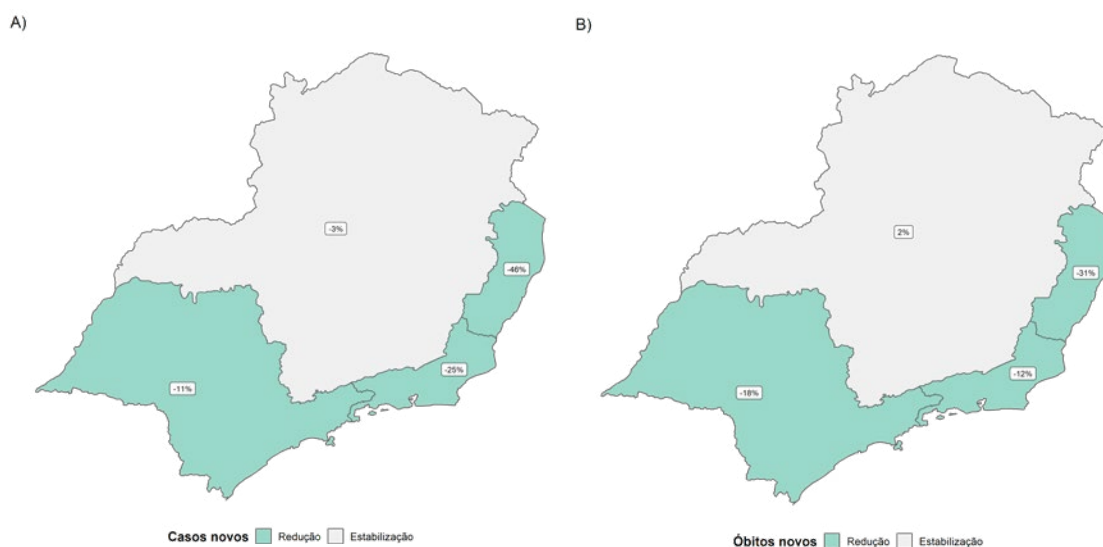 A)
-3%
-46%
-25%
-11%
Casos novos Redução Estabilização
B)
2%
-31%
-12%
-18%
Óbitos novos Redução Estabilização